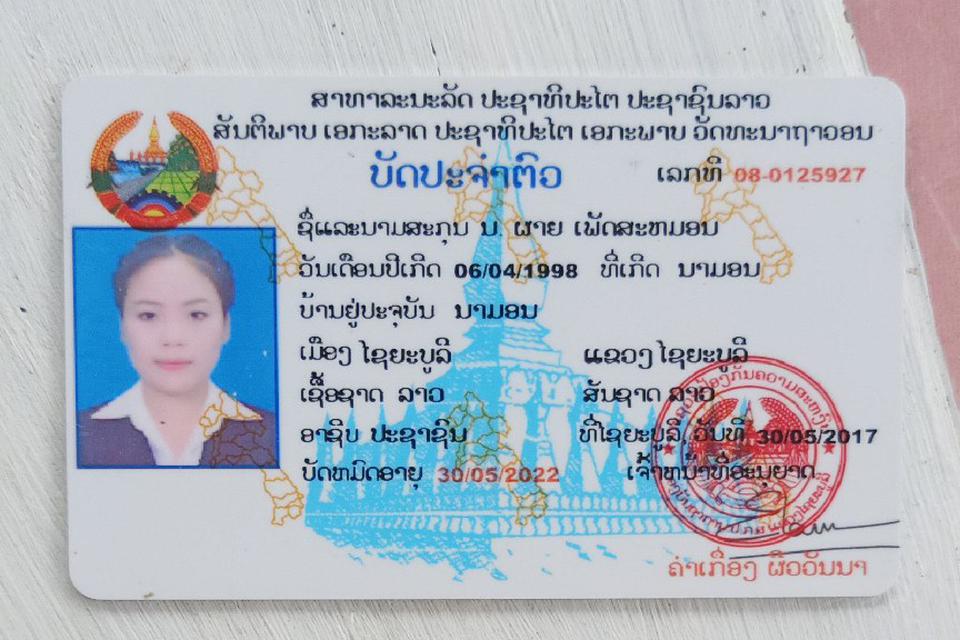 ສາທາລະນະລັດ ປະຊາທິປະໄຕ ປະຊາຊົນລາວ
ສັນຕິພາບ ເອກະລາດ ປະຊາທິປະໄຕ ເອກະພາບ ວັດທະນາຖາວອນ
ບັດປະຈຳຕົວ
ເລກທີ 08-0125927
ຊື່ແລະນາມສະກຸນ ນ. ຜາຍ ເພັດສະຫມອນ
ວັນເດືອນປີເກີດ 06/04/1998 ທີ່ເກີດ ນາມອນ
ບ້ານຢູ່ປະຈຸບັນ ນາມອນ
ເມືອງ ໄຊຍະບູລີ ແຂວງ ໄຊຍະບູລີ
ເຊື້ອຊາດ ລາວ ສັນຊາດ ລາວ
ອາຊິບ ປະຊາຊົນ ທີ່ໄຊຍະບູລີ, ວັນທີ 30/05/2017
ບັດຫມົດອາຍຸ 30/05/2022 ເຈົ້າຫນ້າທີ່ອະນຸຍາດ
ຄຳເກື່ອງ ຜິວວັນນາ